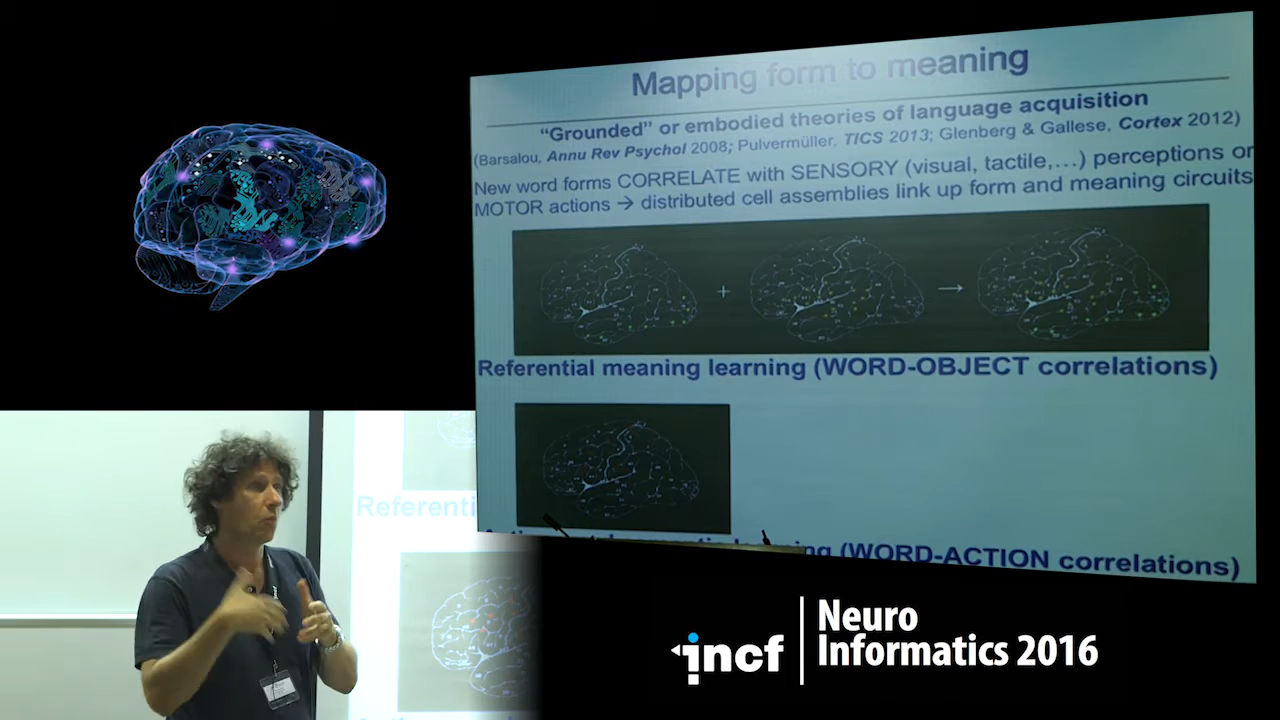 Mapping form to meaning
“Grounded” or embodied theories of language acquisition
(Barsalou, Annu Rev Psychol 2008; Pulvermüller, TICS 2013; Glenberg & Gallese, Cortex 2012)
New word forms CORRELATE with SENSORY (visual, tactile,…) perceptions or
MOTOR actions → distributed cell assemblies link up form and meaning circuits
+ →
Referential meaning learning (WORD-OBJECT correlations)
(WORD-ACTION correlations)
Referenti
incf
Neuro
Informatics 2016